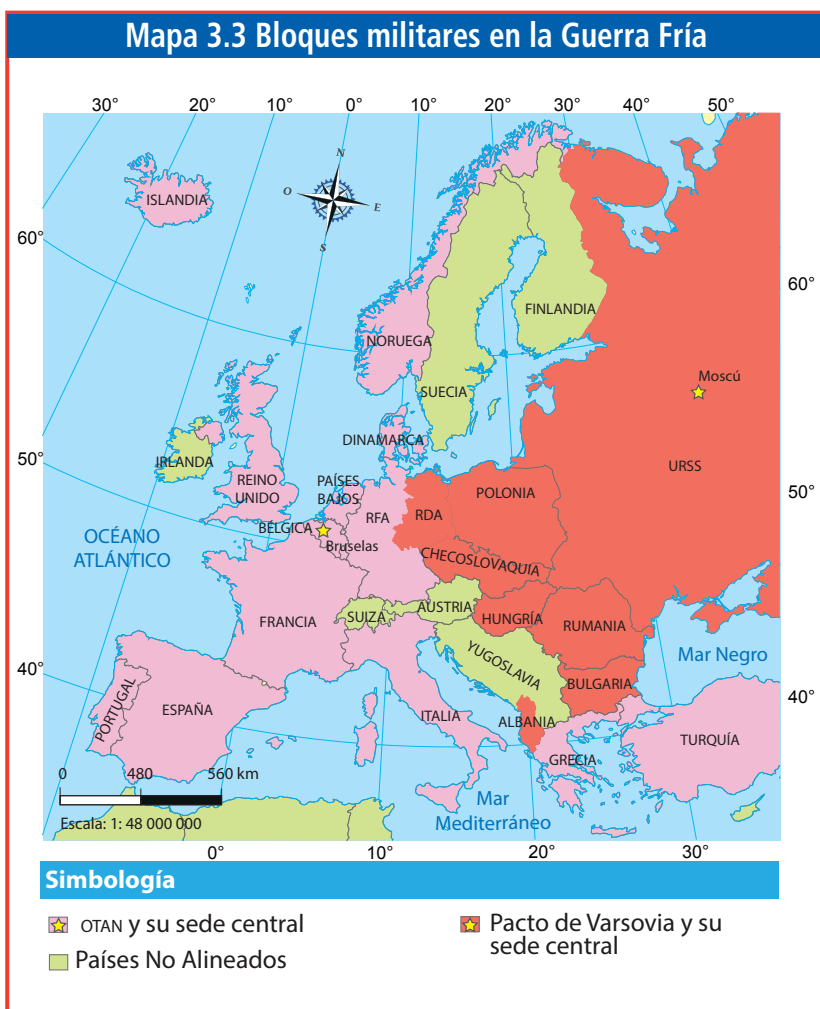 Mapa 3.3 Bloques militares en la Guerra Fría
30° 20° 10° 0° 10° 20° 30° 40° 50°
N
O
E
S
ISLANDIA
60°
60°
FINLANDIA
NORUEGA
Moscú
SUECIA
DINAMARCA
50°
IRLANDA
URSS
REINO
UNIDO
PAÍSES
BAJOS
POLONIA
50°
RFA
RDA
BÉLGICA
Bruselas
OCÉANO
ATLÁNTICO
CHECOSLOVAQUIA
AUSTRIA
FRANCIA
SUIZA
HUNGRÍA
RUMANIA
YUGOSLAVIA
Mar Negro
40°
BULGARIA
40°
PORTUGAL
ESPAÑA
ITALIA
ALBANIA
TURQUÍA
GRECIA
0 480 560 km
Escala: 1: 48 000 000
Mar
Mediterráneo
0° 10° 20° 30°
Simbología
OTAN y su sede central
Países No Alineados
Pacto de Varsovia y su
sede central